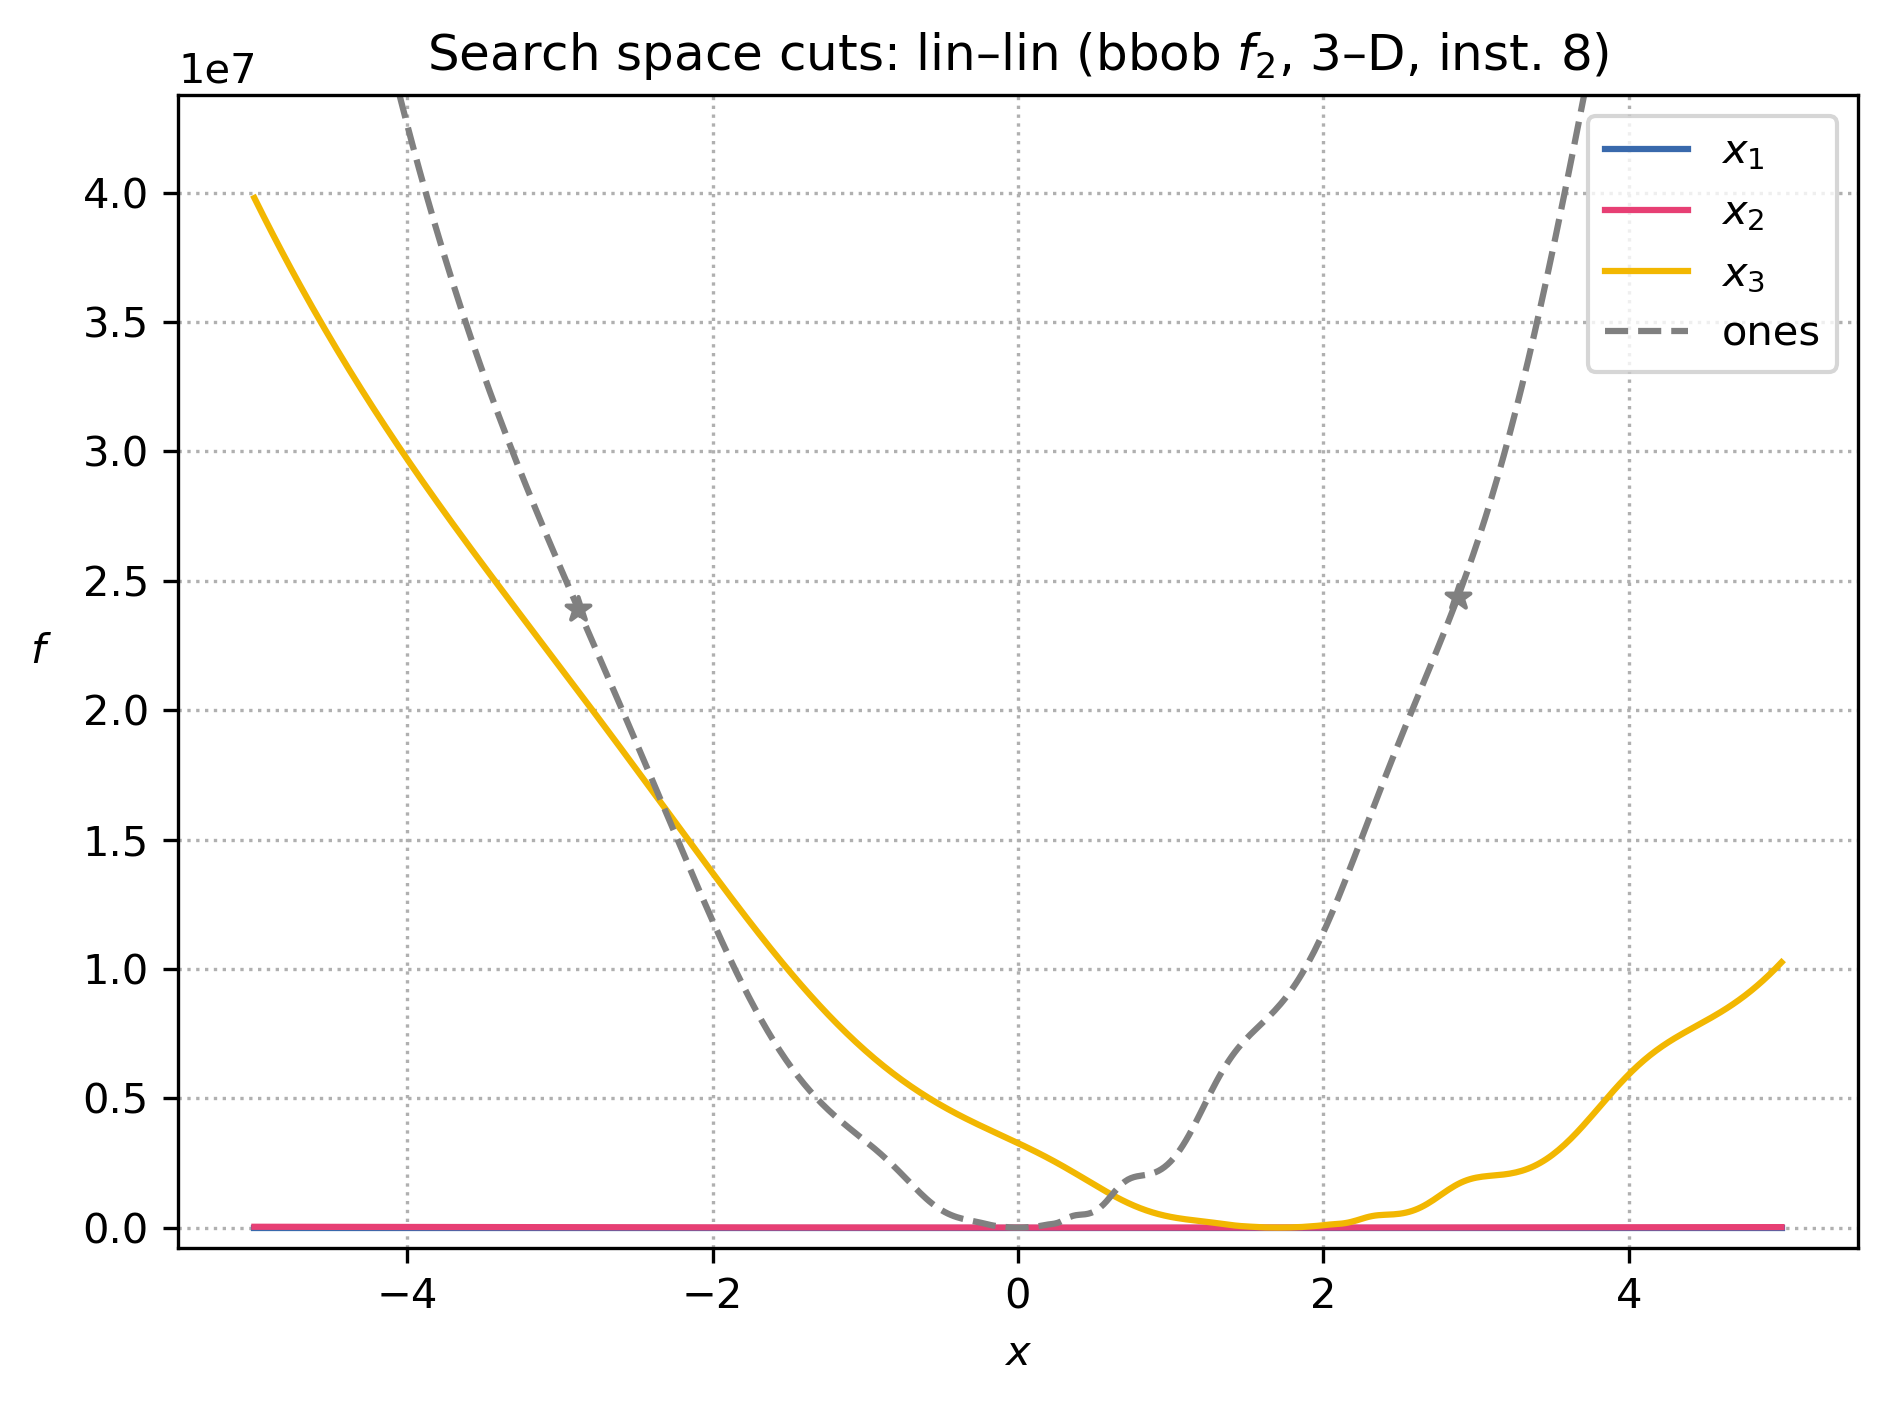 Search space cuts: lin–lin (bbob f₂, 3–D, inst. 8)
1e7
4.0
3.5
3.0
2.5
2.0
1.5
1.0
0.5
0.0
f
−4
−2
0
2
4
x
x₁
x₂
x₃
ones